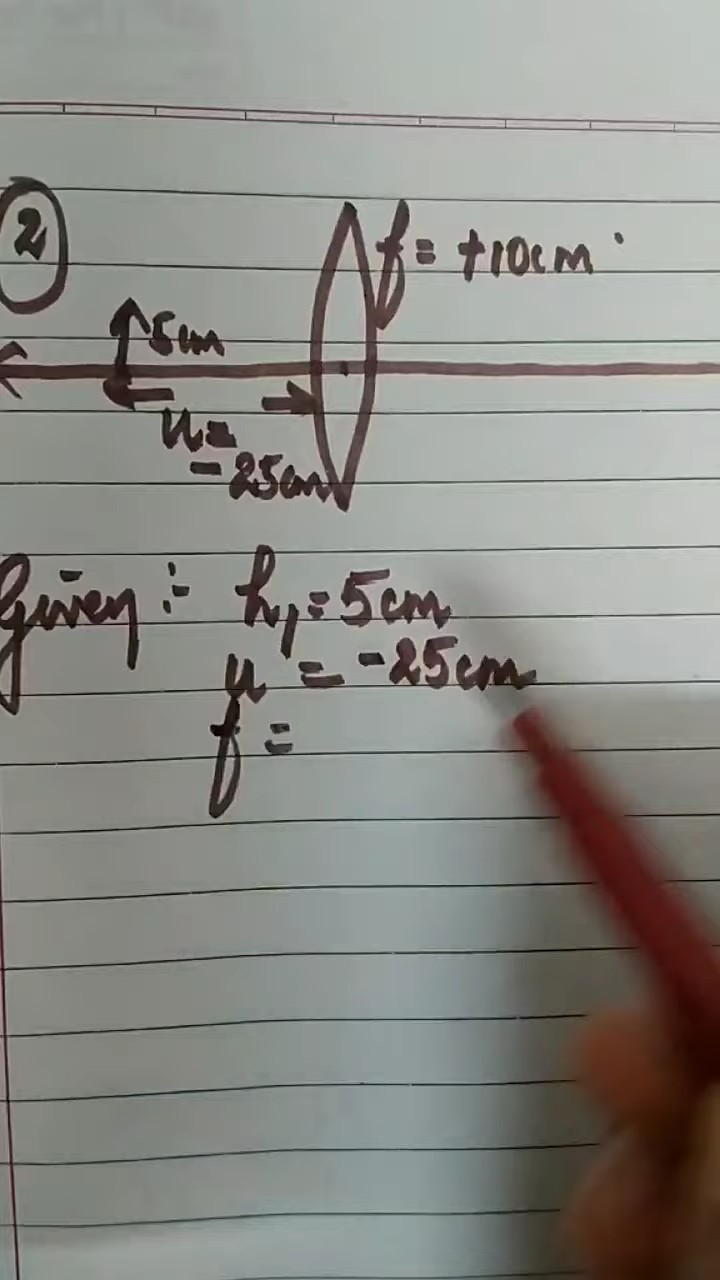 2
f = +10cm
5cm
u =
- 25cm
Given :- h₁ = 5cm
u = -25cm
f =